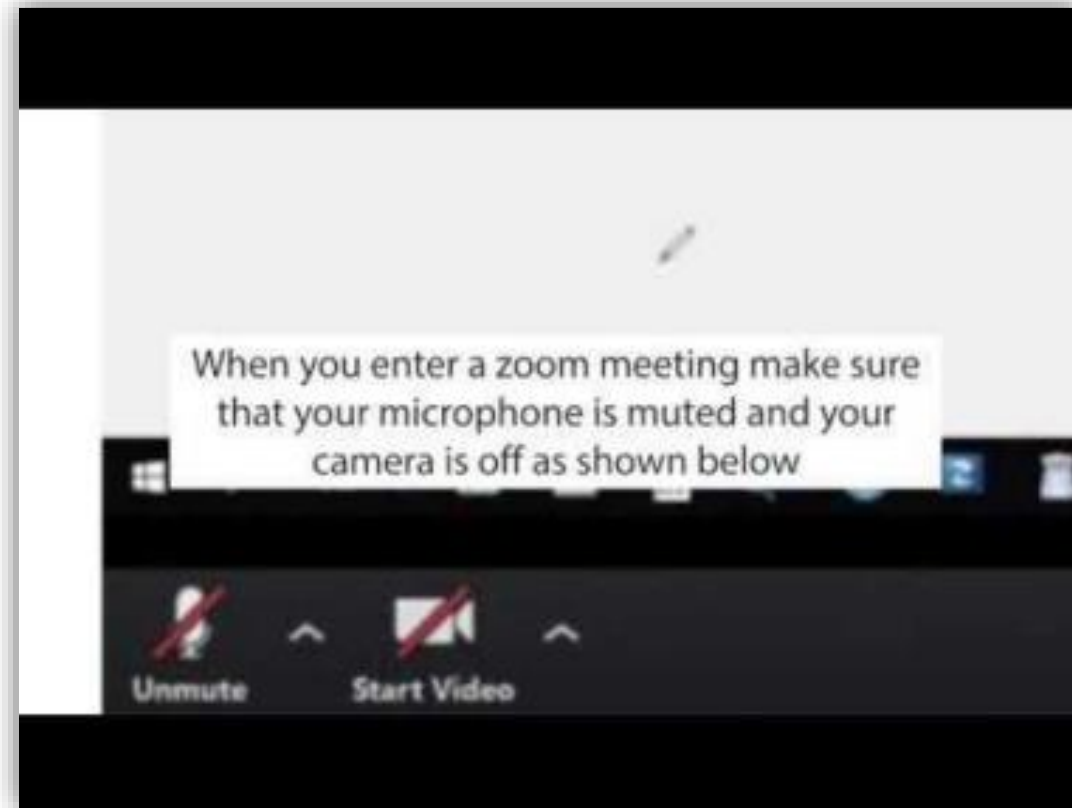 When you enter a zoom meeting make sure
that your microphone is muted and your
camera is off as shown below
Unmute
Start Video